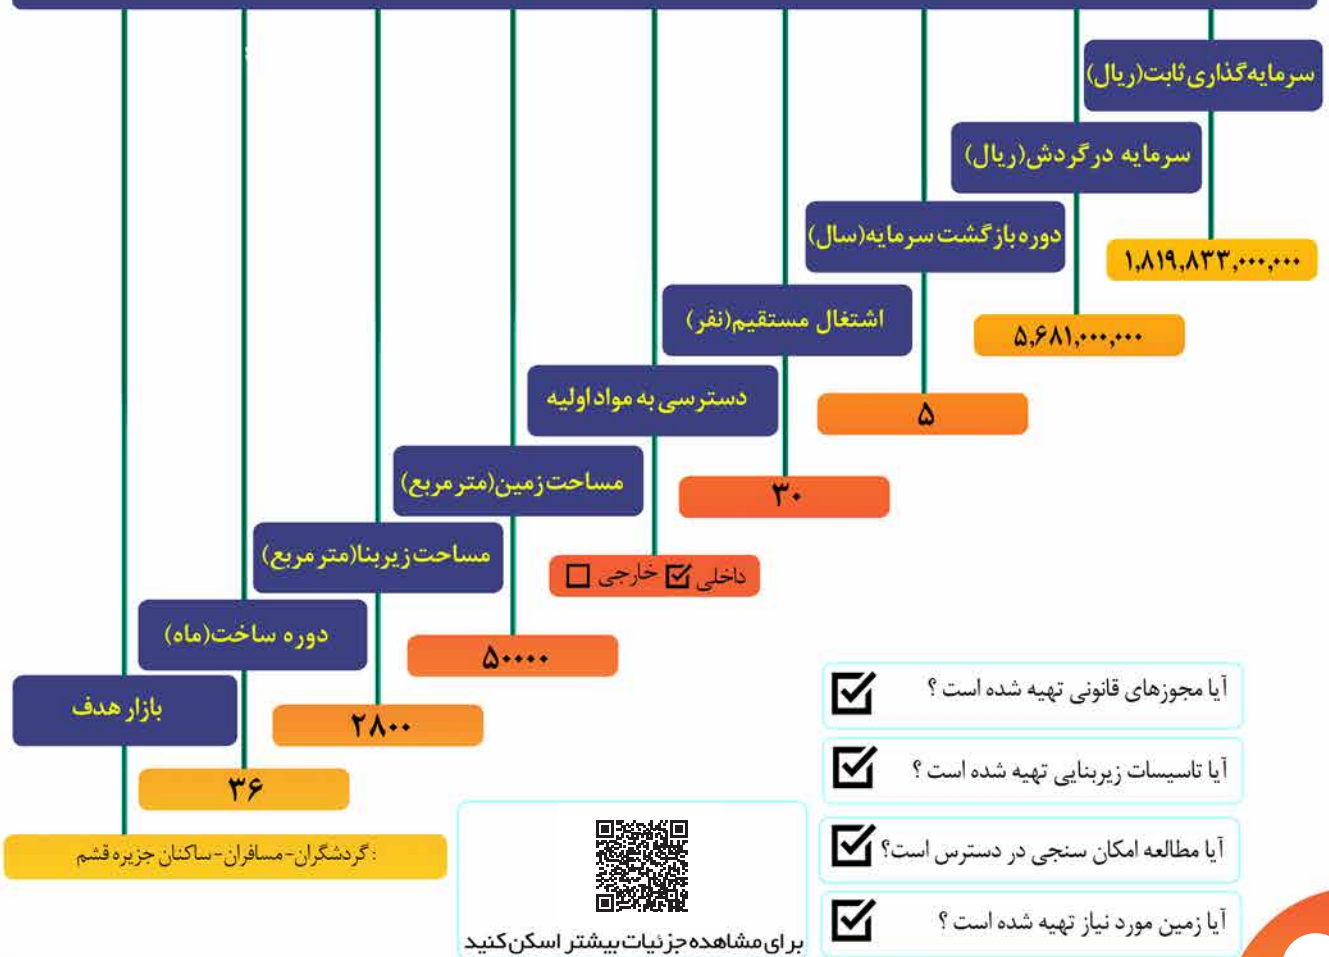 سرمایه‌گذاری ثابت(ریال)
۱,۸۱۹,۸۳۳,۰۰۰,۰۰۰
سرمایه در گردش(ریال)
۵,۶۸۱,۰۰۰,۰۰۰
دوره بازگشت سرمایه(سال)
۵
اشتغال مستقیم(نفر)
۳۰
دسترسی به مواد اولیه
داخلی ☑ خارجی ☐
مساحت زمین(متر مربع)
۵۰۰۰۰
مساحت زیربنا(متر مربع)
۲۸۰۰
دوره ساخت(ماه)
۳۶
بازار هدف
: گردشگران-مسافران-ساکنان جزیره قشم
آیا مجوزهای قانونی تهیه شده است ؟ ☑
آیا تاسیسات زیربنایی تهیه شده است ؟ ☑
آیا مطالعه امکان سنجی در دسترس است؟ ☑
آیا زمین مورد نیاز تهیه شده است ؟ ☑
برای مشاهده جزئیات بیشتر اسکن کنید